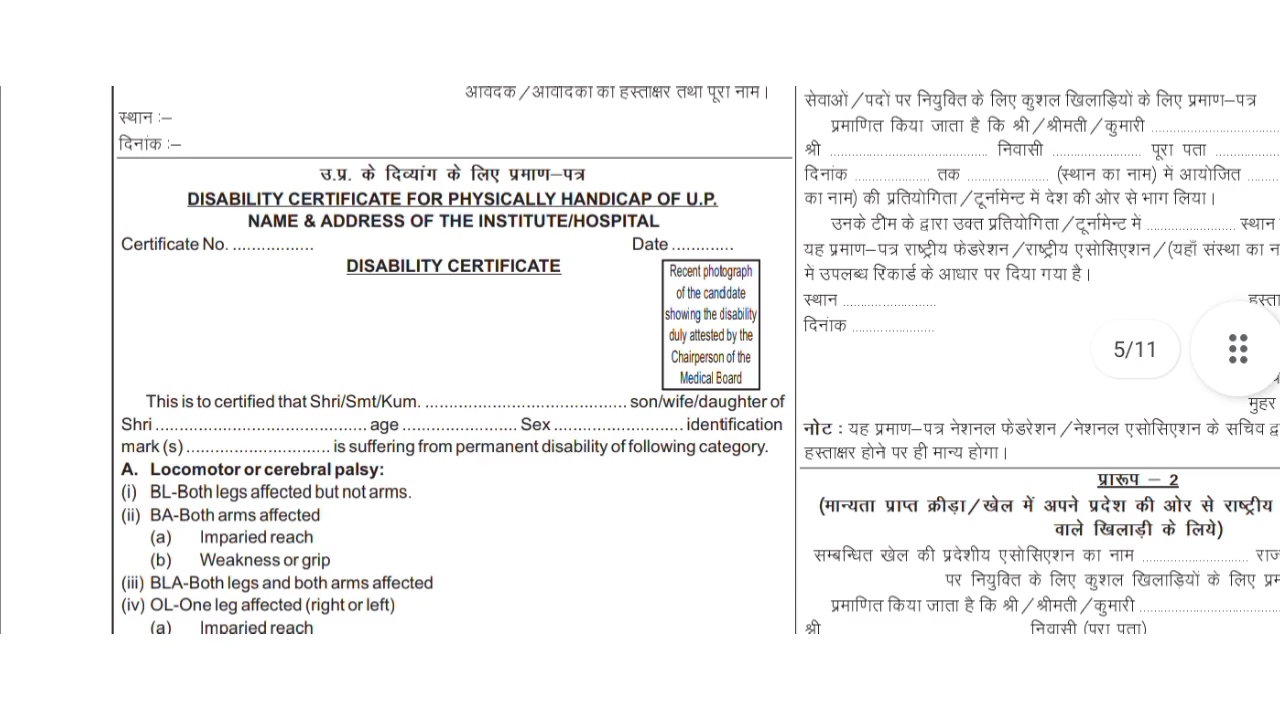 आवेदक/आवेदिका का हस्ताक्षर तथा पूरा नाम।
स्थान :–
दिनांक :–
उ.प्र. के दिव्यांग के लिए प्रमाण–पत्र
DISABILITY CERTIFICATE FOR PHYSICALLY HANDICAP OF U.P.
NAME & ADDRESS OF THE INSTITUTE/HOSPITAL
Certificate No. .................
Date .............
DISABILITY CERTIFICATE
Recent photograph
of the candidate
showing the disability
duly attested by the
Chairperson of the
Medical Board
This is to certified that Shri/Smt/Kum. .......................................... son/wife/daughter of
Shri ............................................ age ........................ Sex ........................... identification
mark (s) .............................. is suffering from permanent disability of following category.
A. Locomotor or cerebral palsy:
(i) BL-Both legs affected but not arms.
(ii) BA-Both arms affected
(a) Imparied reach
(b) Weakness or grip
(iii) BLA-Both legs and both arms affected
(iv) OL-One leg affected (right or left)
(a) Imparied reach
सेवाओं/पदों पर नियुक्ति के लिए कुशल खिलाड़ियों के लिए प्रमाण–पत्र
प्रमाणित किया जाता है कि श्री/श्रीमती/कुमारी ....................................
श्री ............................................ निवासी ......................... पूरा पता ..................
दिनांक ..................... तक ....................... (स्थान का नाम) में आयोजित .........
का नाम) की प्रतियोगिता/टूर्नामेन्ट में देश की ओर से भाग लिया।
उनके टीम के द्वारा उक्त प्रतियोगिता/टूर्नामेन्ट में ......................... स्थान
यह प्रमाण–पत्र राष्ट्रीय फेडरेशन/राष्ट्रीय एसोसिएशन/(यहाँ संस्था का
में उपलब्ध रिकार्ड के आधार पर दिया गया है।
स्थान ..........................
दिनांक .......................
5/11
मुहर
नोट : यह प्रमाण–पत्र नेशनल फेडरेशन/नेशनल एसोसिएशन के सचिव
हस्ताक्षर होने पर ही मान्य होगा।
प्रारूप – 2
(मान्यता प्राप्त क्रीड़ा/खेल में अपने प्रदेश की ओर से राष्ट्रीय
वाले खिलाड़ी के लिये)
सम्बन्धित खेल की प्रदेशीय एसोसिएशन का नाम ..............................
पर नियुक्ति के लिए कुशल खिलाड़ियों के लिए
प्रमाणित किया जाता है कि श्री/श्रीमती/कुमारी .......................................
श्री निवासी (पूरा पता)